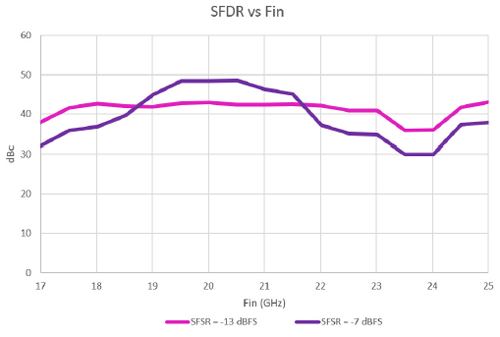 SFDR vs Fin
60
50
40
30
20
10
0
dBc
17 18 19 20 21 22 23 24 25
Fin (GHz)
SFSR = -13 dBFS SFSR = -7 dBFS